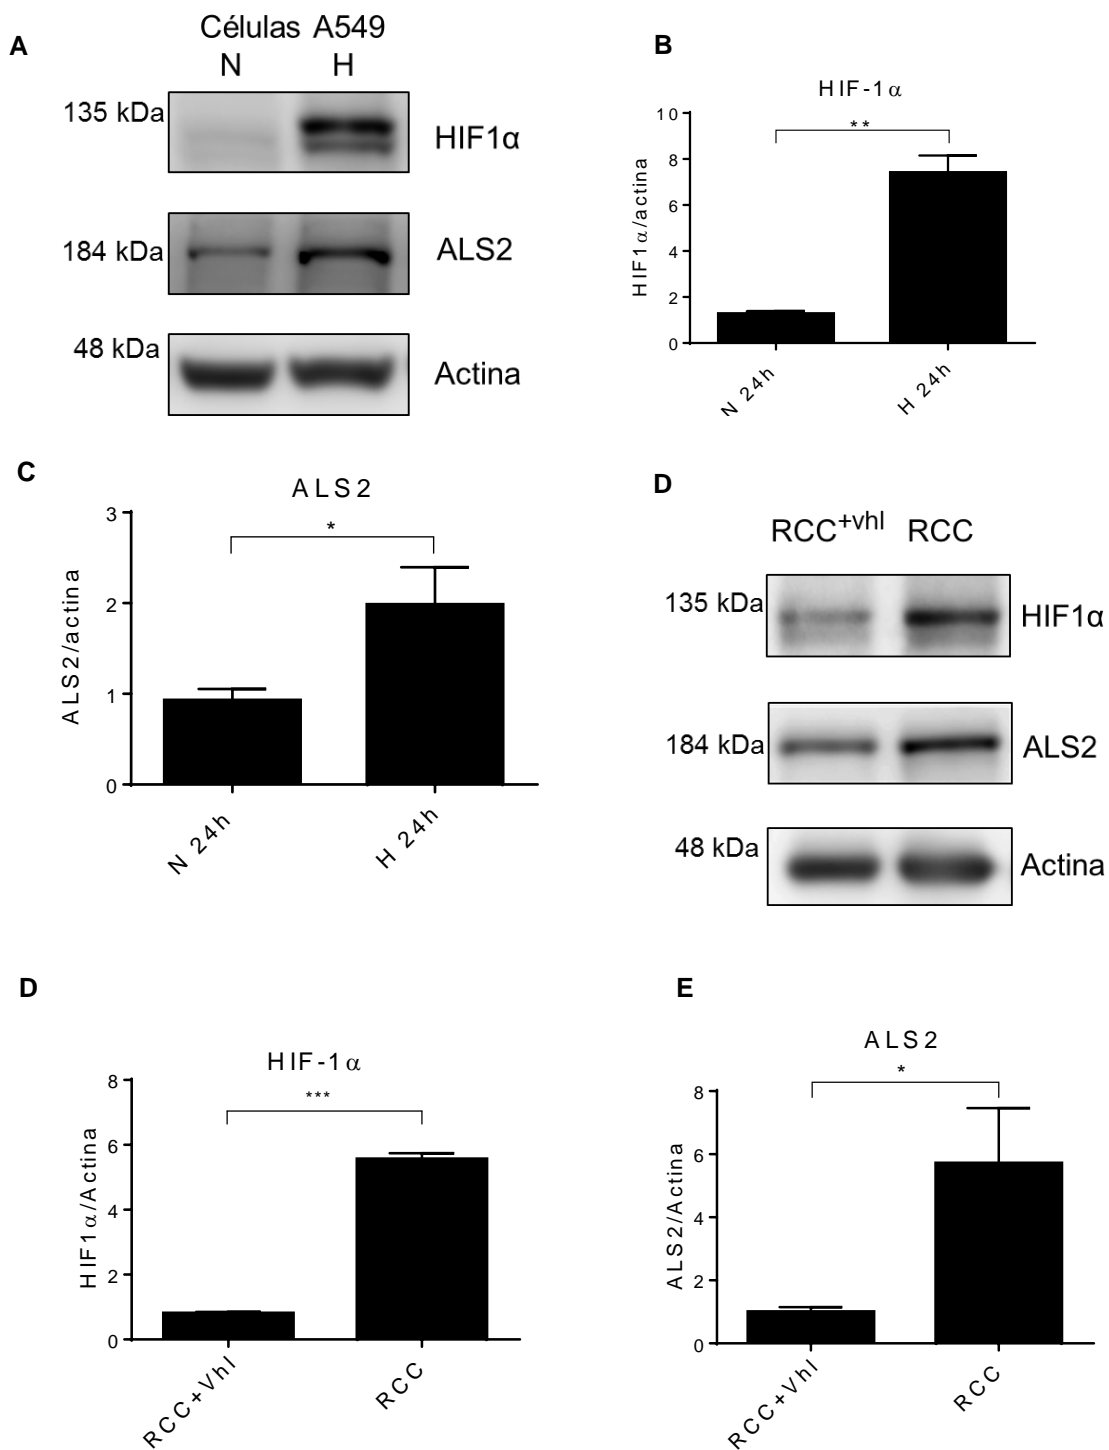 A
Células A549
N H
135 kDa
HIF1α
184 kDa
ALS2
48 kDa
Actina
B
HIF-1α
**
HIF1α/actina
10
8
6
4
2
0
N 24h
H 24h
C
ALS2
*
ALS2/actina
3
2
1
0
N 24h
H 24h
D
RCC+vhl RCC
135 kDa
HIF1α
184 kDa
ALS2
48 kDa
Actina
D
HIF-1α
***
HIF1α/Actina
8
6
4
2
0
RCC+Vhl
RCC
E
ALS2
*
ALS2/Actina
8
6
4
2
0
RCC+Vhl
RCC